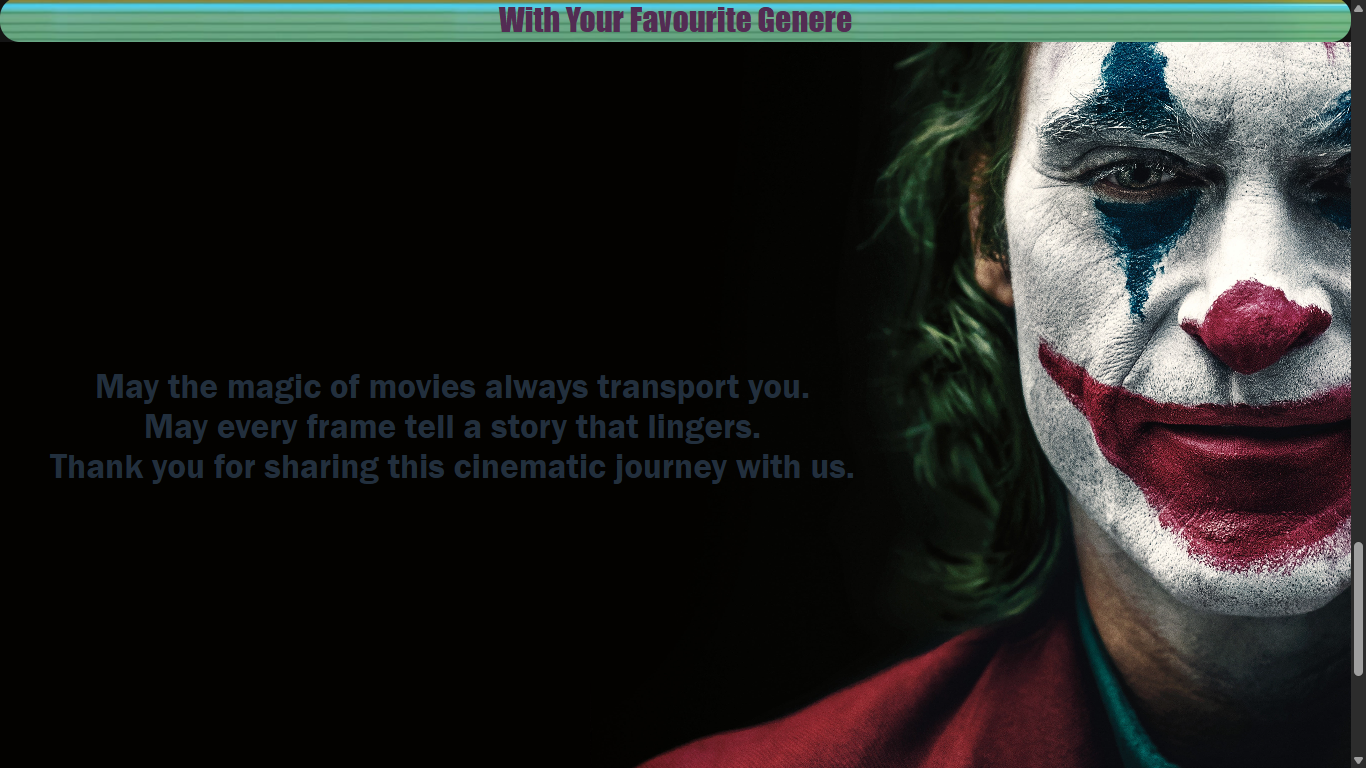 With Your Favourite Genere
May the magic of movies always transport you.
May every frame tell a story that lingers.
Thank you for sharing this cinematic journey with us.